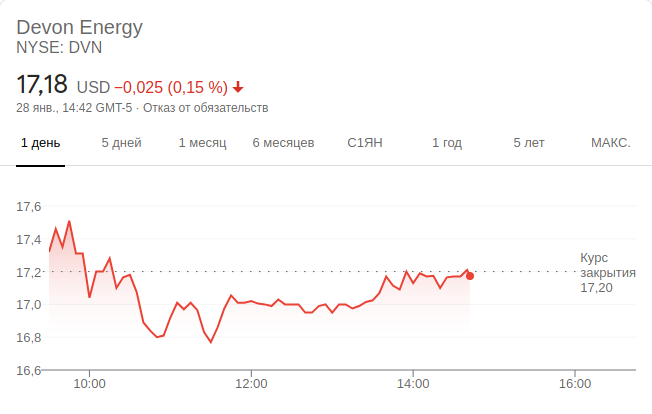 Devon Energy
NYSE: DVN
17,18 USD −0,025 (0,15 %)
28 янв., 14:42 GMT-5 · Отказ от обязательств
1 день 5 дней 1 месяц 6 месяцев С1ЯН 1 год 5 лет МАКС.
17,6
17,4
17,2
17,0
16,8
16,6
Курс
закрытия
17,20
10:00 12:00 14:00 16:00